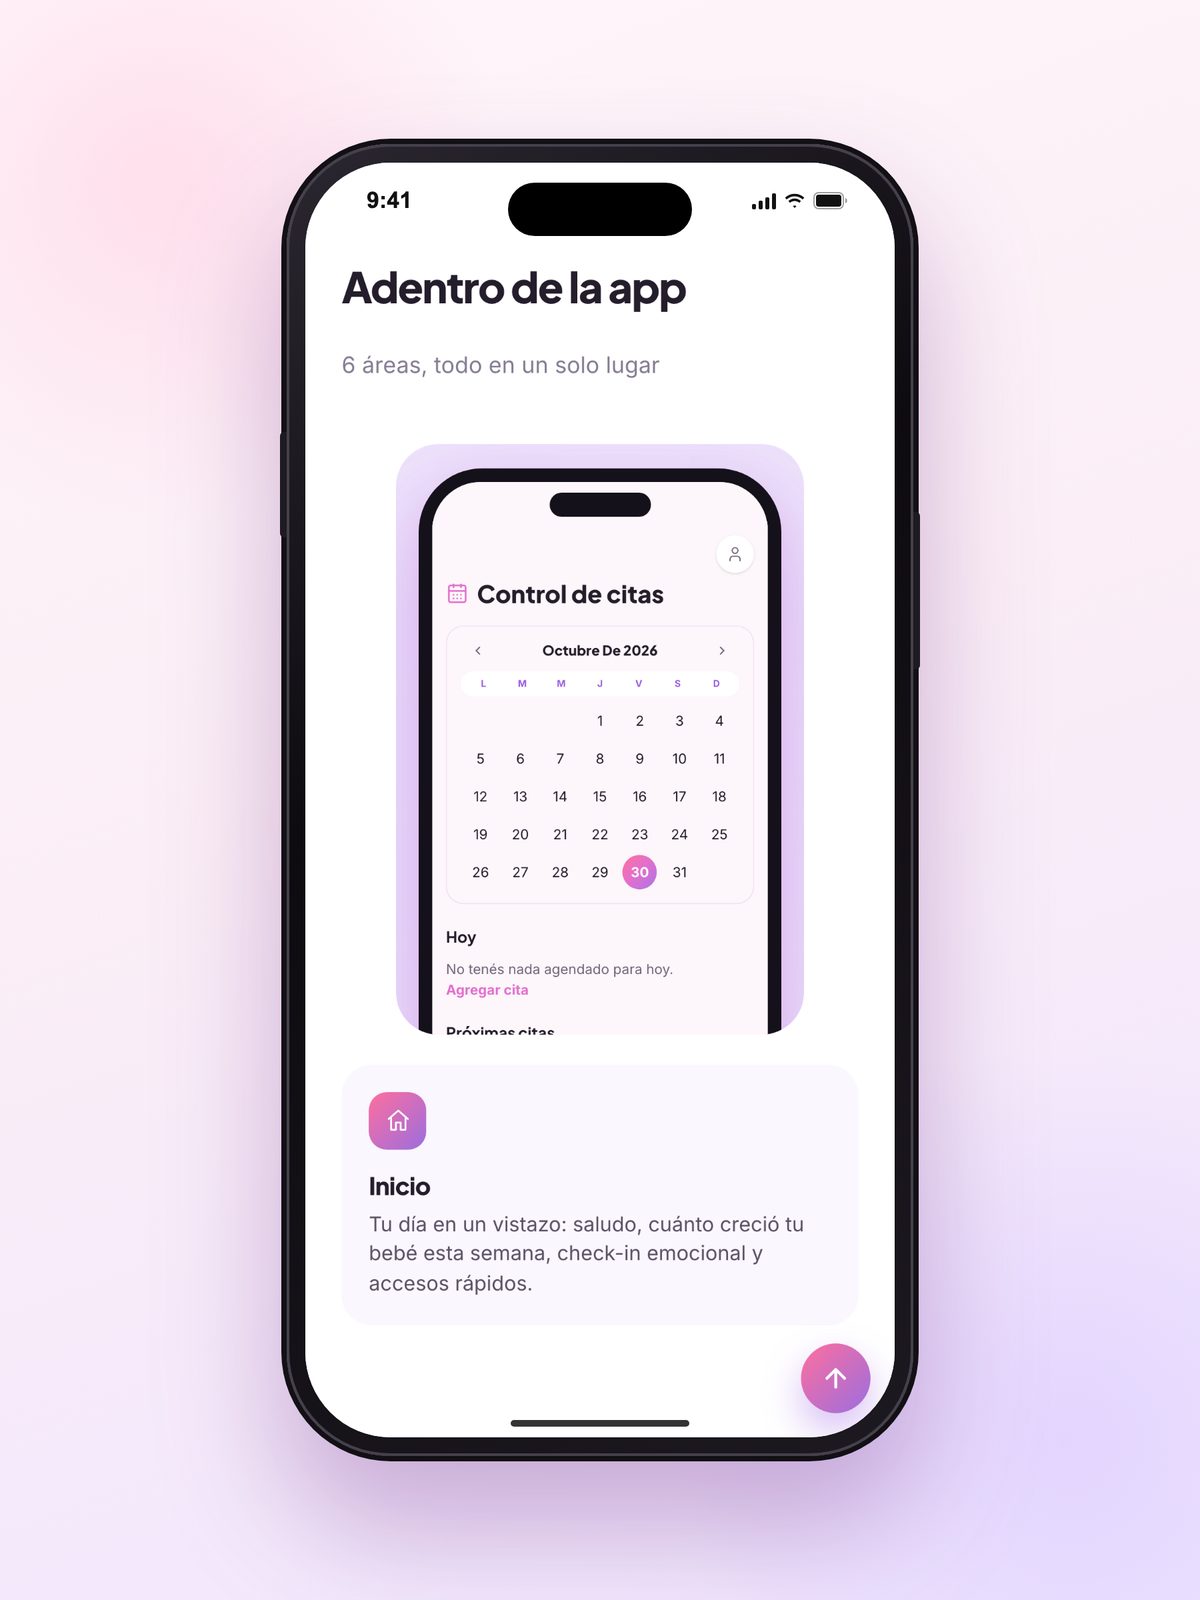 9:41
Adentro de la app
6 áreas, todo en un solo lugar
Control de citas
Octubre De 2026
L M M J V S D
1 2 3 4
5 6 7 8 9 10 11
12 13 14 15 16 17 18
19 20 21 22 23 24 25
26 27 28 29 30 31
Hoy
No tenés nada agendado para hoy.
Agregar cita
Próximas citas
Inicio
Tu día en un vistazo: saludo, cuánto creció tu
bebé esta semana, check-in emocional y
accesos rápidos.